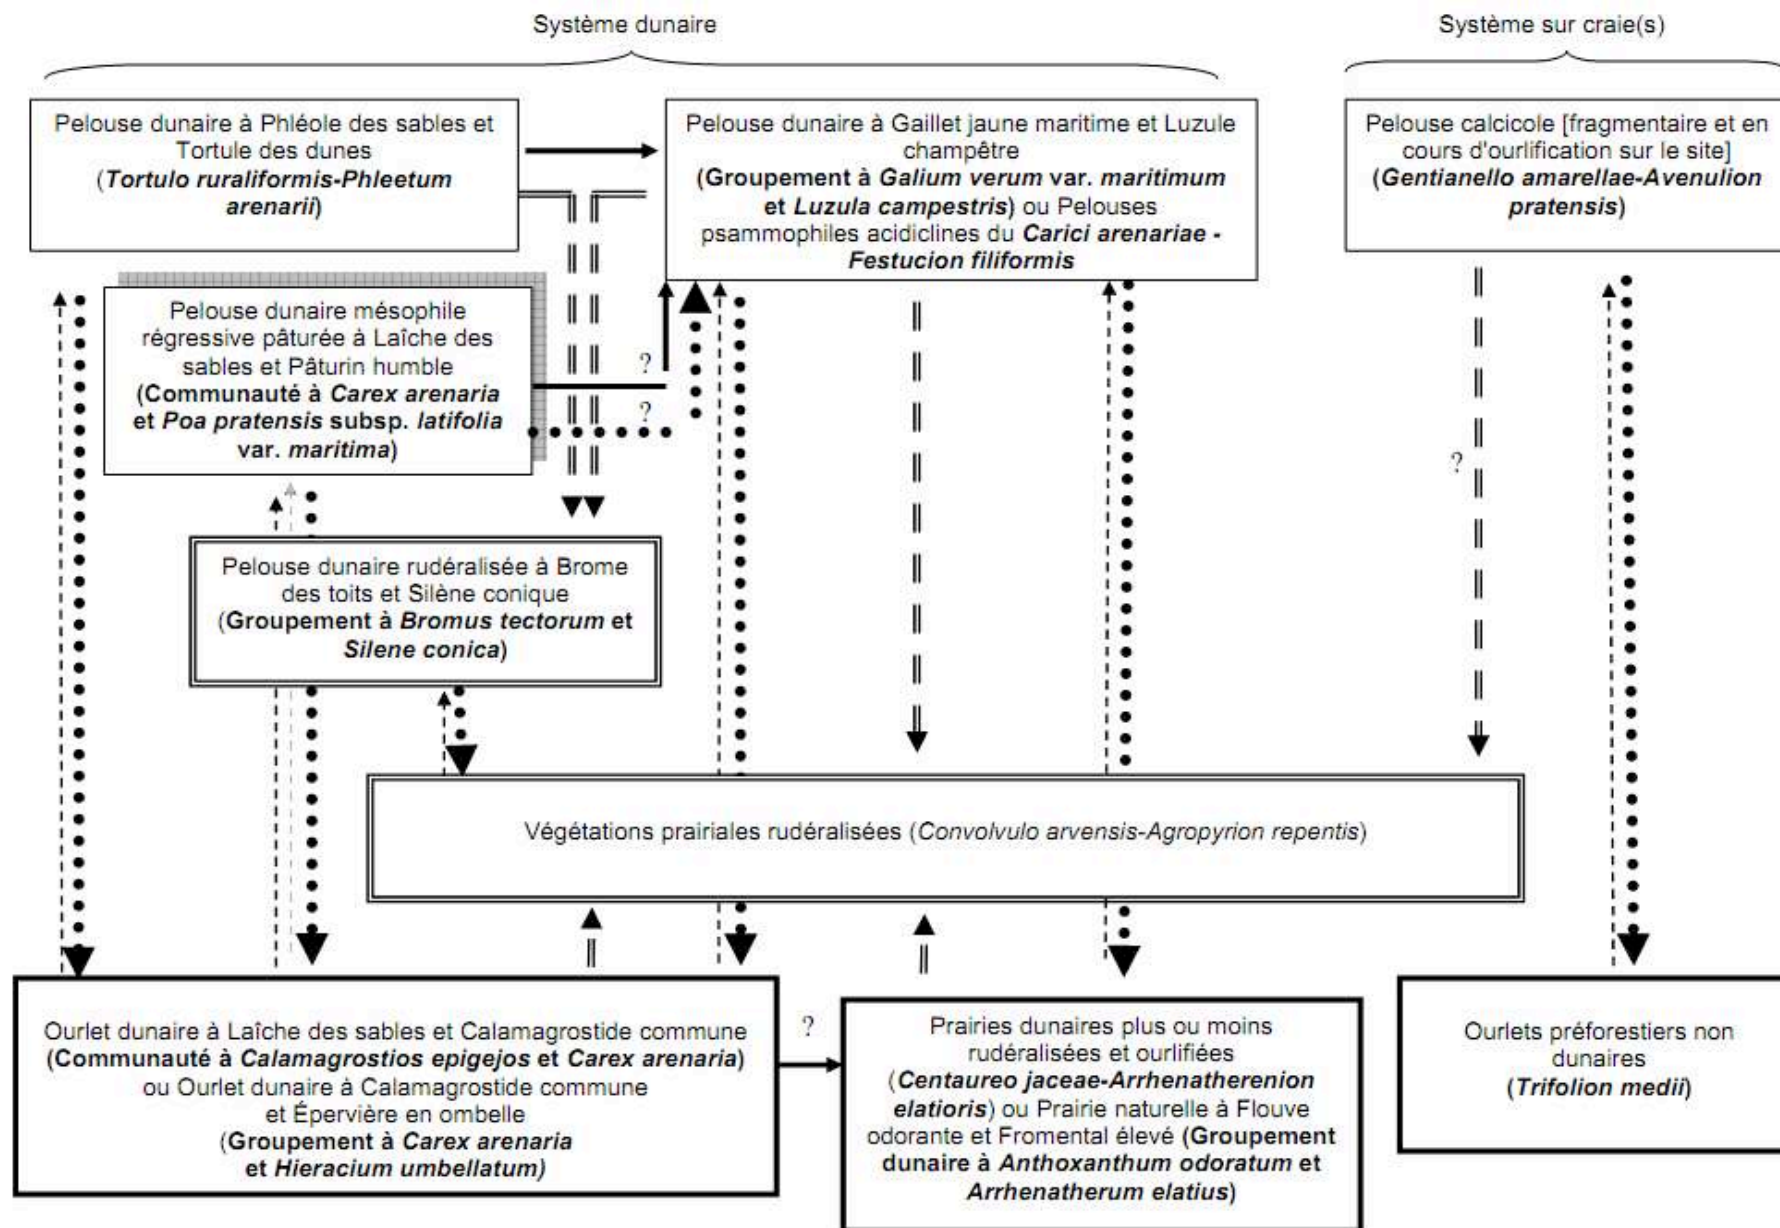 Système dunaire
Système sur craie(s)
Pelouse dunaire à Phléole des sables et
Tortule des dunes
(Tortulo ruraliformis-Phleetum
arenarii)
Pelouse dunaire à Gaillet jaune maritime et Luzule
champêtre
(Groupement à Galium verum var. maritimum
et Luzula campestris) ou Pelouses
psammophiles acidiclines du Carici arenariae -
Festucion filiformis
Pelouse calcicole [fragmentaire et en
cours d'ourlification sur le site]
(Gentianello amarellae-Avenulion
pratensis)
Pelouse dunaire mésophile
régressive pâturée à Laîche des
sables et Pâturin humble
(Communauté à Carex arenaria
et Poa pratensis subsp. latifolia
var. maritima)
?
?
?
Pelouse dunaire rudéralisée à Brome
des toits et Silène conique
(Groupement à Bromus tectorum et
Silene conica)
Végétations prairiales rudéralisées (Convolvulo arvensis-Agropyrion repentis)
Ourlet dunaire à Laîche des sables et Calamagrostide commune
(Communauté à Calamagrostios epigejos et Carex arenaria)
ou Ourlet dunaire à Calamagrostide commune
et Épervière en ombelle
(Groupement à Carex arenaria
et Hieracium umbellatum)
?
Prairies dunaires plus ou moins
rudéralisées et ourlifiées
(Centaureo jaceae-Arrhenatherenion
elatioris) ou Prairie naturelle à Flouve
odorante et Fromental élevé (Groupement
dunaire à Anthoxanthum odoratum et
Arrhenatherum elatius)
Ourlets préforestiers non
dunaires
(Trifolion medii)